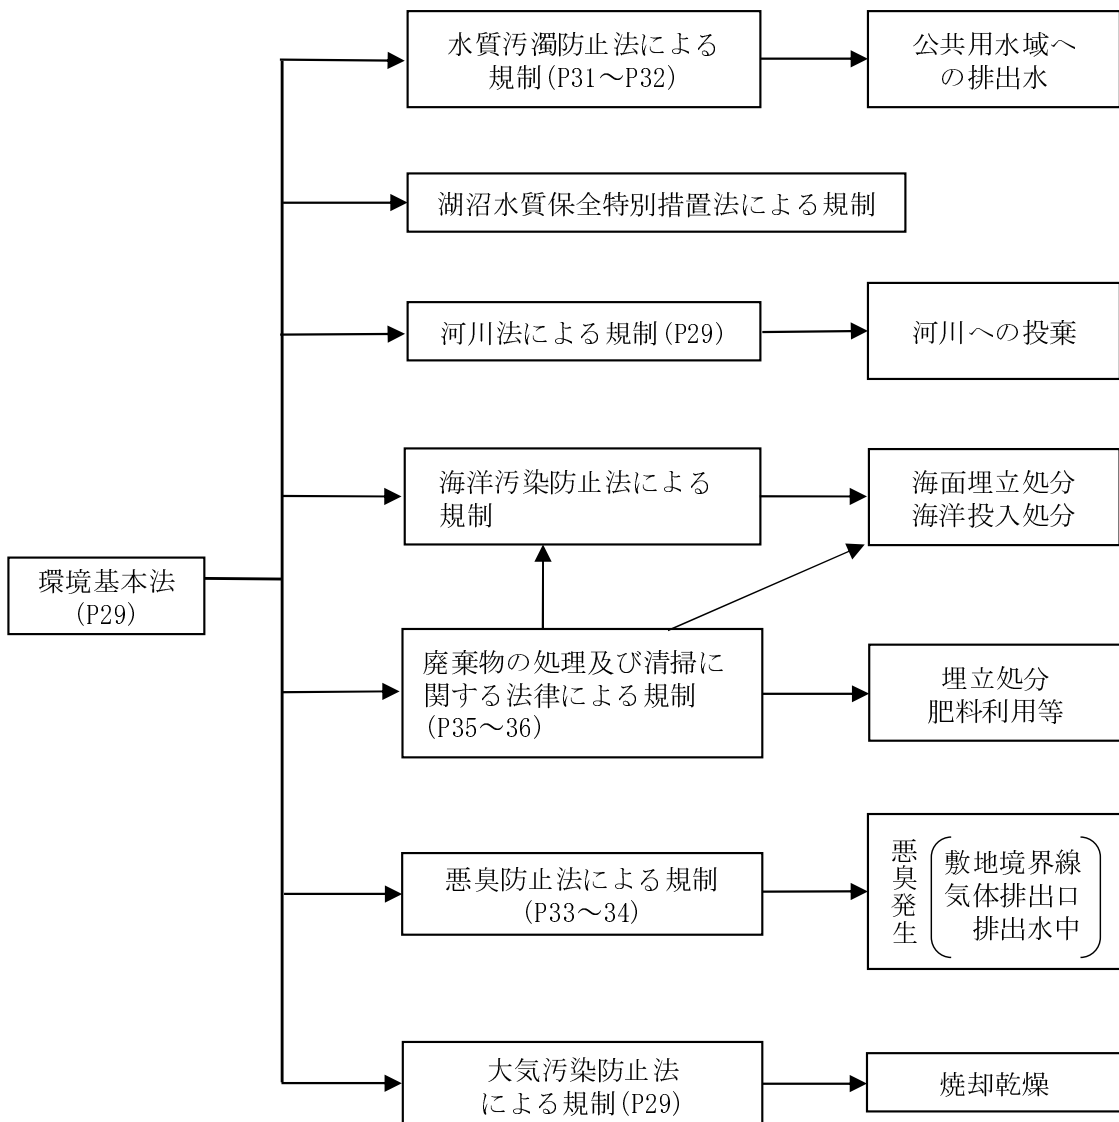 水質汚濁防止法による
規制(P31～P32)
公共用水域へ
の排出水
湖沼水質保全特別措置法による規制
河川法による規制(P29)
河川への投棄
海洋汚染防止法による
規制
海面埋立処分
海洋投入処分
環境基本法
(P29)
廃棄物の処理及び清掃に
関する法律による規制
(P35～36)
埋立処分
肥料利用等
悪臭防止法による規制
(P33～34)
悪臭発生
敷地境界線
気体排出口
排出水中
大気汚染防止法
による規制(P29)
焼却乾燥